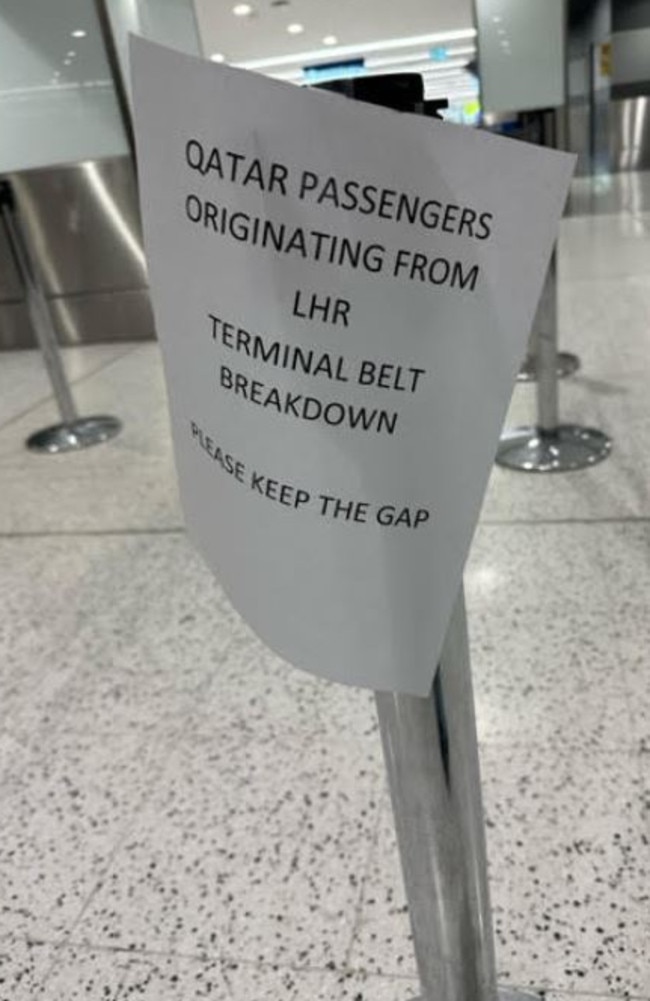 QATAR PASSENGERS
ORIGINATING FROM
LHR
TERMINAL BELT
BREAKDOWN
PLEASE KEEP THE GAP